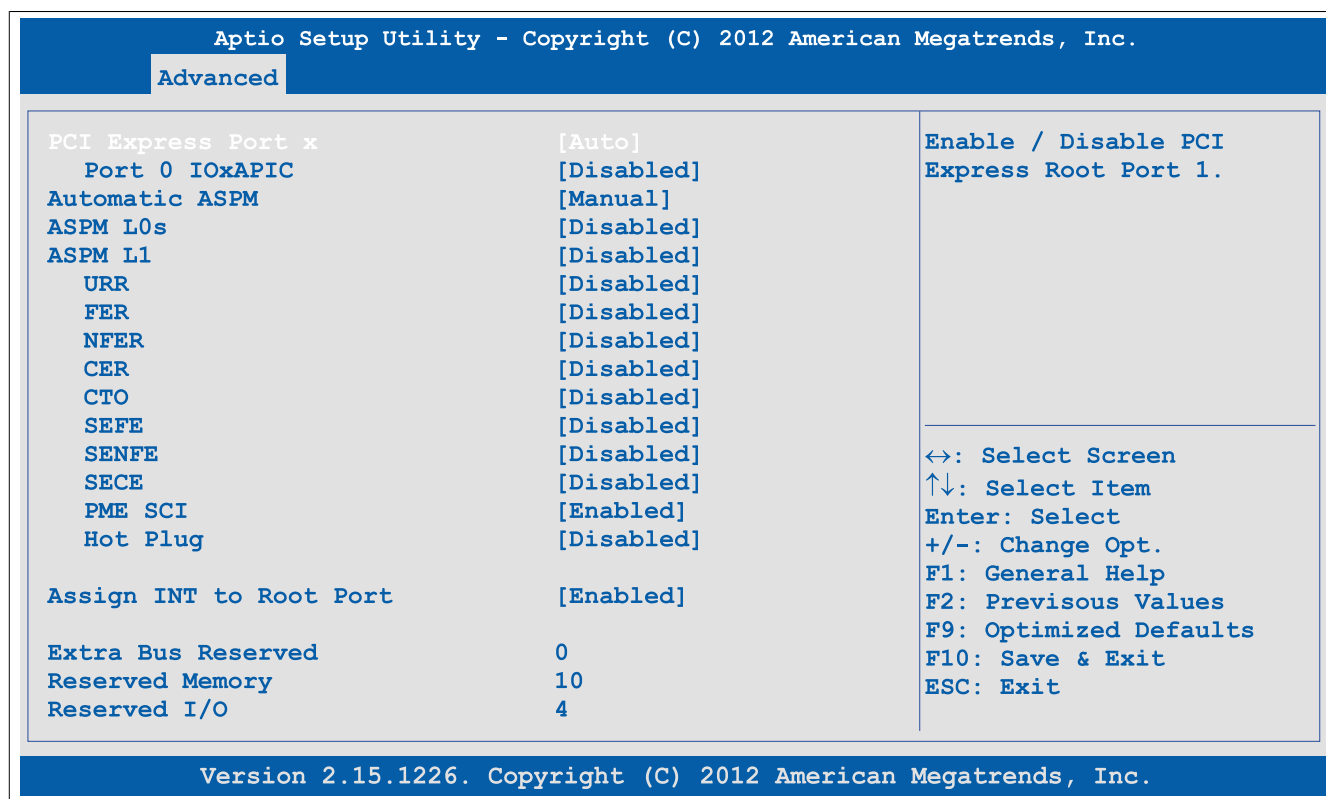 Aptio Setup Utility - Copyright (C) 2012 American Megatrends, Inc.
Advanced
PCI Express Port x [Auto]
Port 0 IOxAPIC [Disabled]
Automatic ASPM [Manual]
ASPM L0s [Disabled]
ASPM L1 [Disabled]
URR [Disabled]
FER [Disabled]
NFER [Disabled]
CER [Disabled]
CTO [Disabled]
SEFE [Disabled]
SENFE [Disabled]
SECE [Disabled]
PME SCI [Enabled]
Hot Plug [Disabled]
Assign INT to Root Port [Enabled]
Extra Bus Reserved 0
Reserved Memory 10
Reserved I/O 4
Enable / Disable PCI
Express Root Port 1.
↔: Select Screen
↑↓: Select Item
Enter: Select
+/-: Change Opt.
F1: General Help
F2: Previsous Values
F9: Optimized Defaults
F10: Save & Exit
ESC: Exit
Version 2.15.1226. Copyright (C) 2012 American Megatrends, Inc.